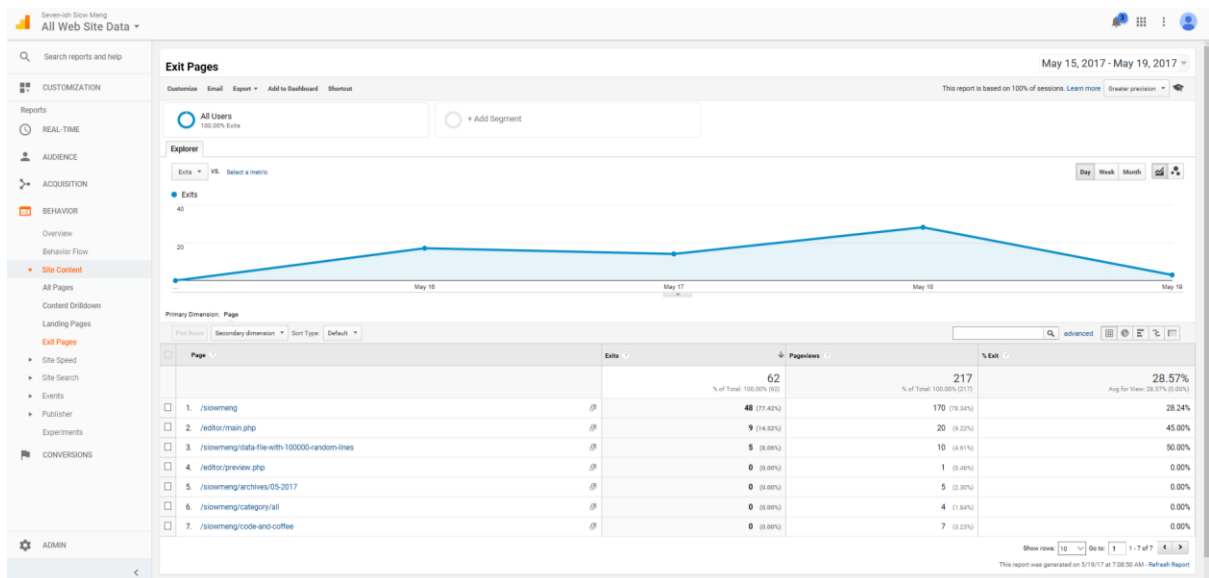 Seven-ish Siow Meng
All Web Site Data
3
Search reports and help
CUSTOMIZATION
Reports
REAL-TIME
AUDIENCE
ACQUISITION
BEHAVIOR
Overview
Behavior Flow
Site Content
All Pages
Content Drilldown
Landing Pages
Exit Pages
Site Speed
Site Search
Events
Publisher
Experiments
CONVERSIONS
ADMIN
Exit Pages
May 15, 2017 - May 19, 2017
Customize Email Export Add to Dashboard Shortcut
This report is based on 100% of sessions. Learn more Greater precision
All Users
100.00% Exits
+ Add Segment
Explorer
Exits VS. Select a metric
Day Week Month
Exits
40
20
... May 16 May 17 May 18 May 19
Primary Dimension: Page
Plot Rows Secondary dimension Sort Type: Default advanced
Page Exits Pageviews % Exit
62 217 28.57%
% of Total: 100.00% (62) % of Total: 100.00% (217) Avg for View: 28.57% (0.00%)
1. /siowmeng 48 (77.42%) 170 (78.34%) 28.24%
2. /editor/main.php 9 (14.52%) 20 (9.22%) 45.00%
3. /siowmeng/data-file-with-100000-random-lines 5 (8.06%) 10 (4.61%) 50.00%
4. /editor/preview.php 0 (0.00%) 1 (0.46%) 0.00%
5. /siowmeng/archives/05-2017 0 (0.00%) 5 (2.30%) 0.00%
6. /siowmeng/category/all 0 (0.00%) 4 (1.84%) 0.00%
7. /siowmeng/code-and-coffee 0 (0.00%) 7 (3.23%) 0.00%
Show rows: 10 Go to: 1 1 - 7 of 7
This report was generated on 5/19/17 at 7:08:50 AM - Refresh Report